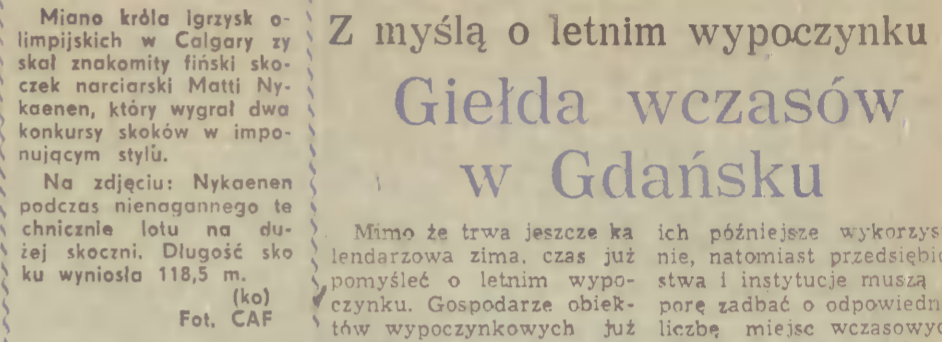 Miano króla Igrzysk o-
limpijskich w Calgary zy
skał znakomity fiński sko-
czek narciarski Matti Ny-
kaenen, który wygrał dwa
konkursy skoków w impo-
nującym stylu.
Na zdjęciu: Nykaenen
podczas nienagannego te
chnicznie lotu na du-
żej skoczni. Długość sko
ku wyniosła 118,5 m.
(ko)
Fot. CAF
Z myślą o letnim wypoczynku
Giełda wczasów
w Gdańsku
Mimo że trwa jeszcze ka
lendarzowa zima, czas już
pomyśleć o letnim wypo-
czynku. Gospodarze obiek-
tów wypoczynkowych już
ich późniejsze wykorzys
nie, natomiast przedsiębio
stwa i instytucje muszą
porę zadbać o odpowiedn
liczbę miejsc wczasowyc